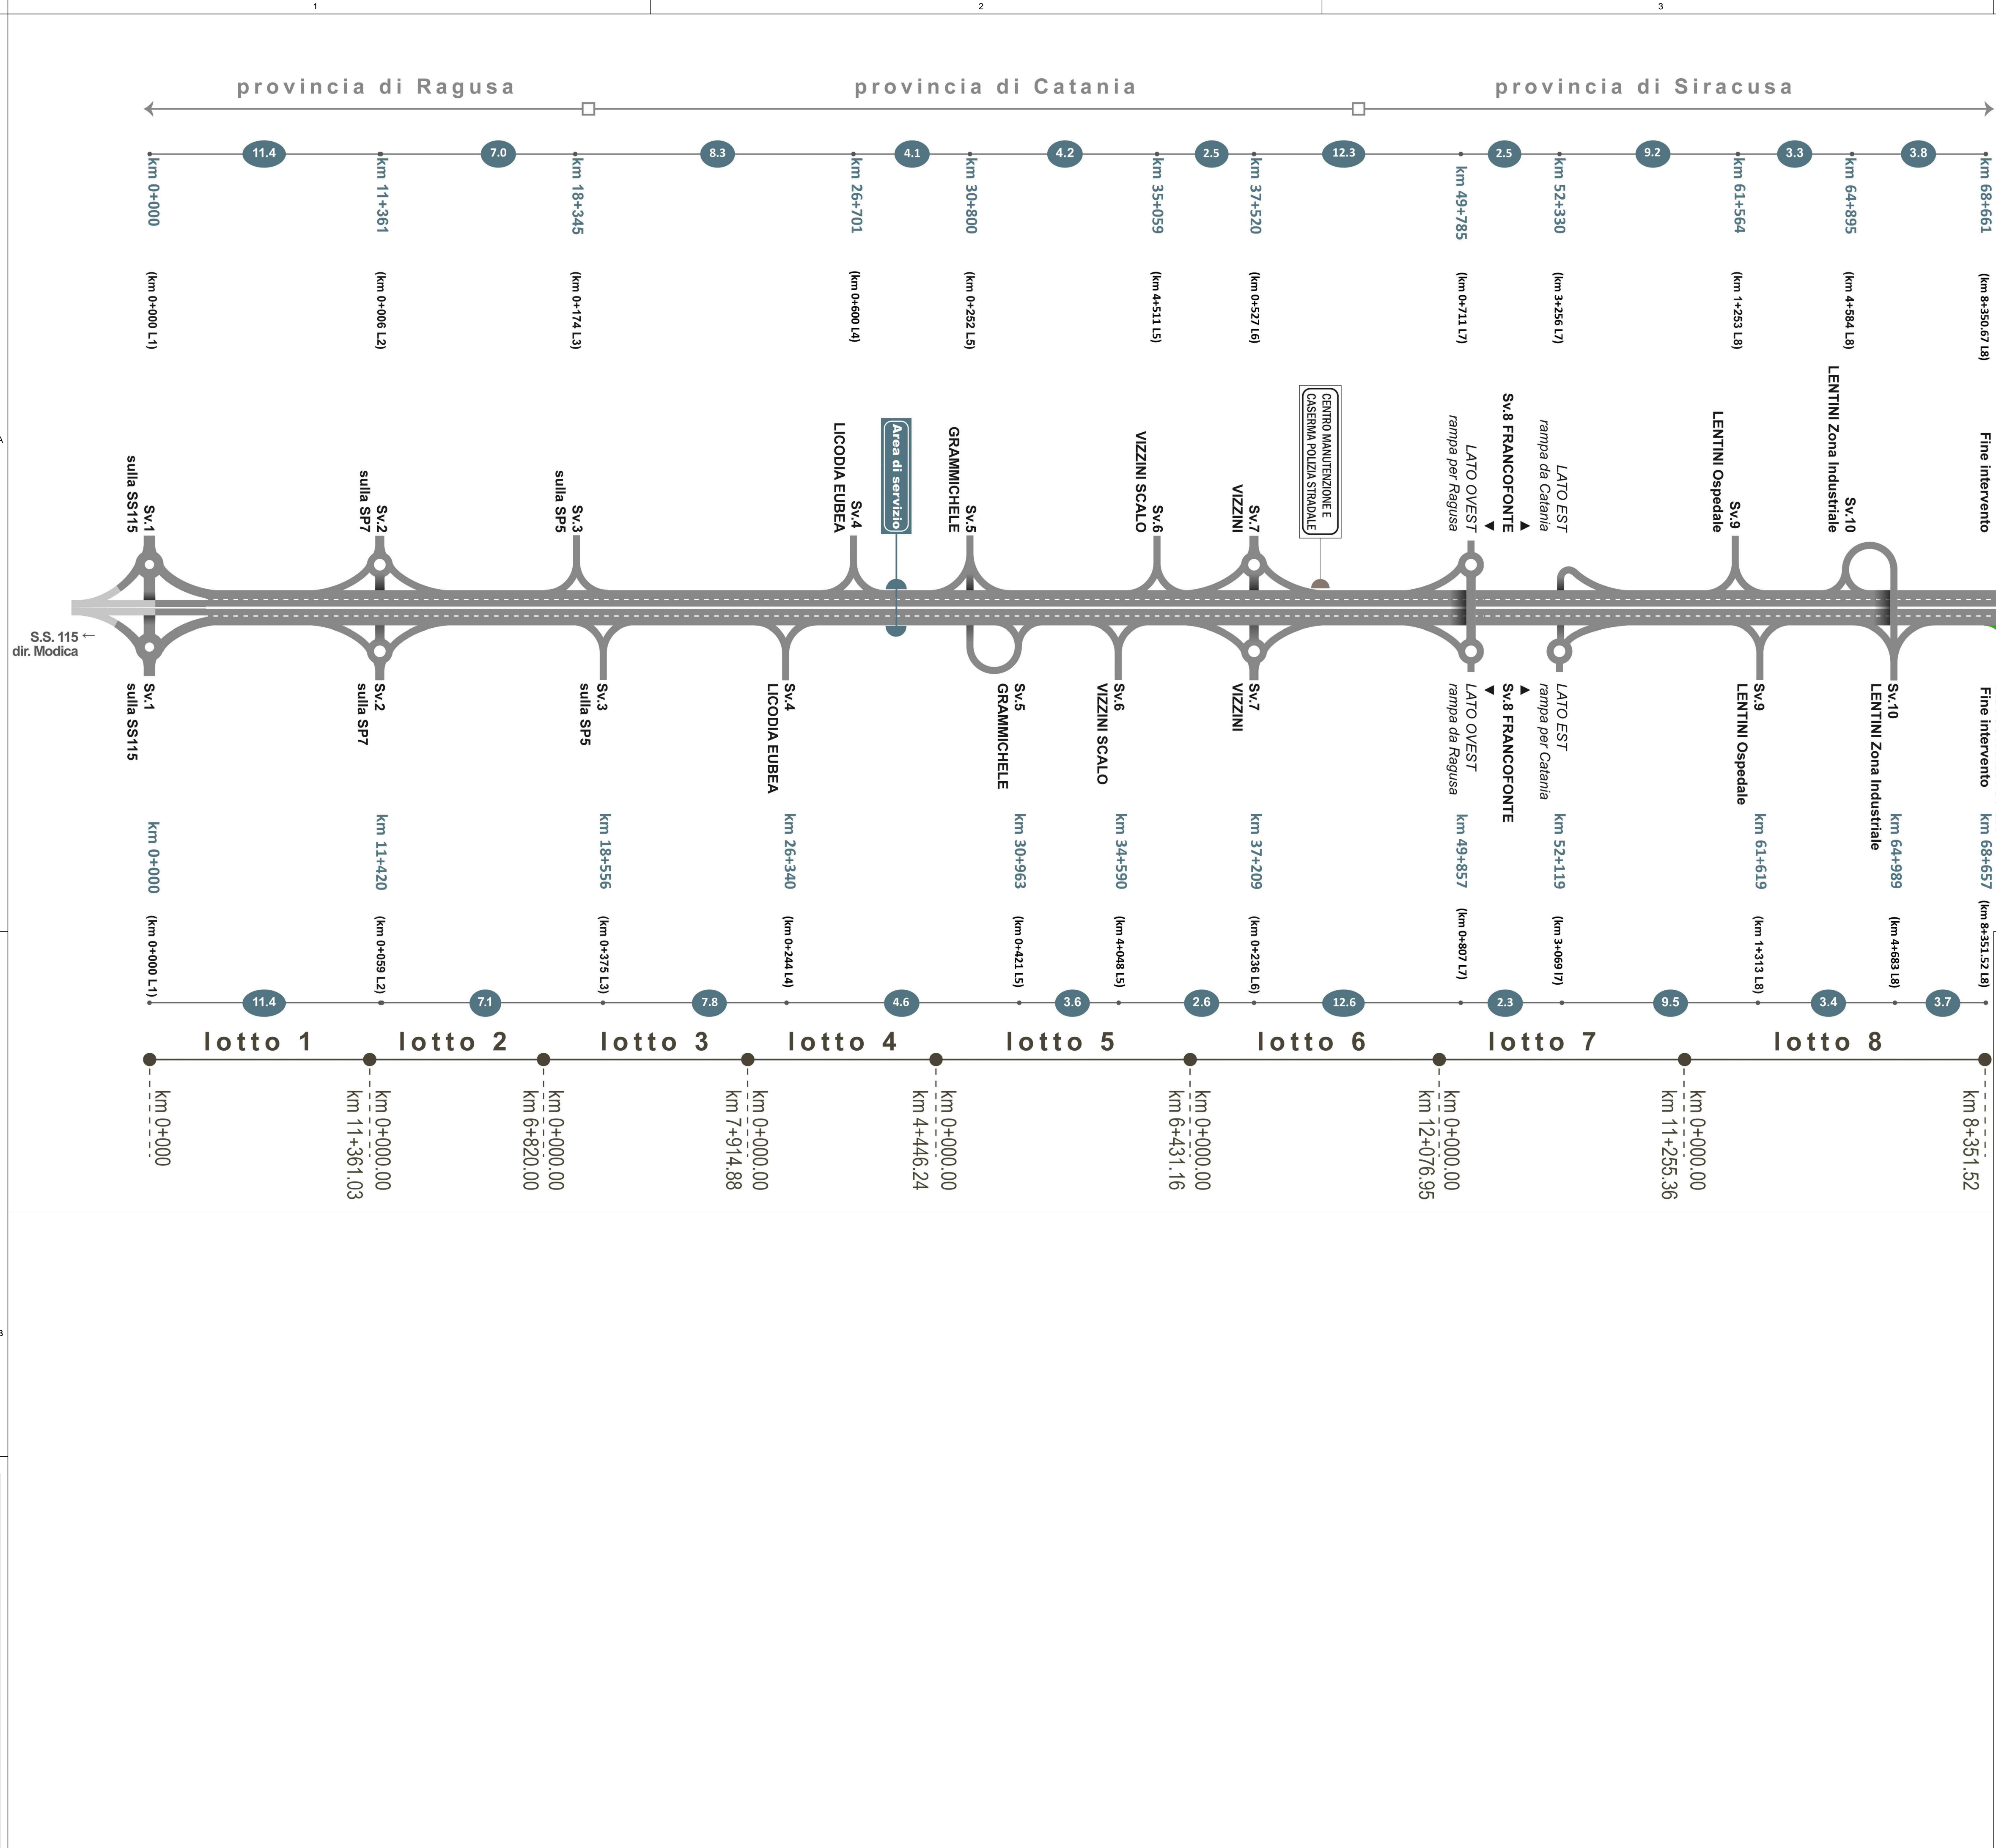 1
2
3
provincia di Ragusa
provincia di Catania
provincia di Siracusa
11.4
7.0
8.3
4.1
4.2
2.5
12.3
2.5
9.2
3.3
3.8
km 0+000
km 11+361
km 18+345
km 26+701
km 30+800
km 35+059
km 37+520
km 49+785
km 52+330
km 61+564
km 64+895
km 68+661
(km 0+000 L1)
(km 0+006 L2)
(km 0+174 L3)
(km 0+600 L4)
(km 0+252 L5)
(km 4+511 L5)
(km 0+527 L6)
(km 0+711 L7)
(km 3+256 L7)
(km 1+253 L8)
(km 4+584 L8)
(km 8+350.67 L8)
A
Sv.1
sulla SS115
Sv.2
sulla SP7
Sv.3
sulla SP5
Sv.4
LICODIA EUBEA
Area di servizio
Sv.5
GRAMMICHELE
Sv.6
VIZZINI SCALO
Sv.7
VIZZINI
CENTRO MANUTENZIONE E
CASERMA POLIZIA STRADALE
LATO OVEST
rampa per Ragusa
◀ ▶
Sv.8 FRANCOFONTE
LATO EST
rampa da Catania
Sv.9
LENTINI Ospedale
Sv.10
LENTINI Zona Industriale
Fine intervento
S.S. 115 ←
dir. Modica
Sv.1
sulla SS115
Sv.2
sulla SP7
Sv.3
sulla SP5
Sv.4
LICODIA EUBEA
Sv.5
GRAMMICHELE
Sv.6
VIZZINI SCALO
Sv.7
VIZZINI
LATO OVEST
rampa da Ragusa
◀ ▶
Sv.8 FRANCOFONTE
LATO EST
rampa per Catania
Sv.9
LENTINI Ospedale
Sv.10
LENTINI Zona Industriale
Fine intervento
km 0+000
km 11+420
km 18+556
km 26+340
km 30+963
km 34+590
km 37+209
km 49+857
km 52+119
km 61+619
km 64+989
km 68+657
(km 0+000 L1)
(km 0+059 L2)
(km 0+375 L3)
(km 0+244 L4)
(km 0+421 L5)
(km 4+048 L5)
(km 0+236 L6)
(km 0+807 L7)
(km 3+069 l7)
(km 1+313 L8)
(km 4+683 L8)
(km 8+351.52 L8)
11.4
7.1
7.8
4.6
3.6
2.6
12.6
2.3
9.5
3.4
3.7
lotto 1
lotto 2
lotto 3
lotto 4
lotto 5
lotto 6
lotto 7
lotto 8
km 0+000
km 0+000.00
km 11+361.03
km 0+000.00
km 6+820.00
km 0+000.00
km 7+914.88
km 0+000.00
km 4+446.24
km 0+000.00
km 6+431.16
km 0+000.00
km 12+076.95
km 0+000.00
km 11+255.36
km 8+351.52
B